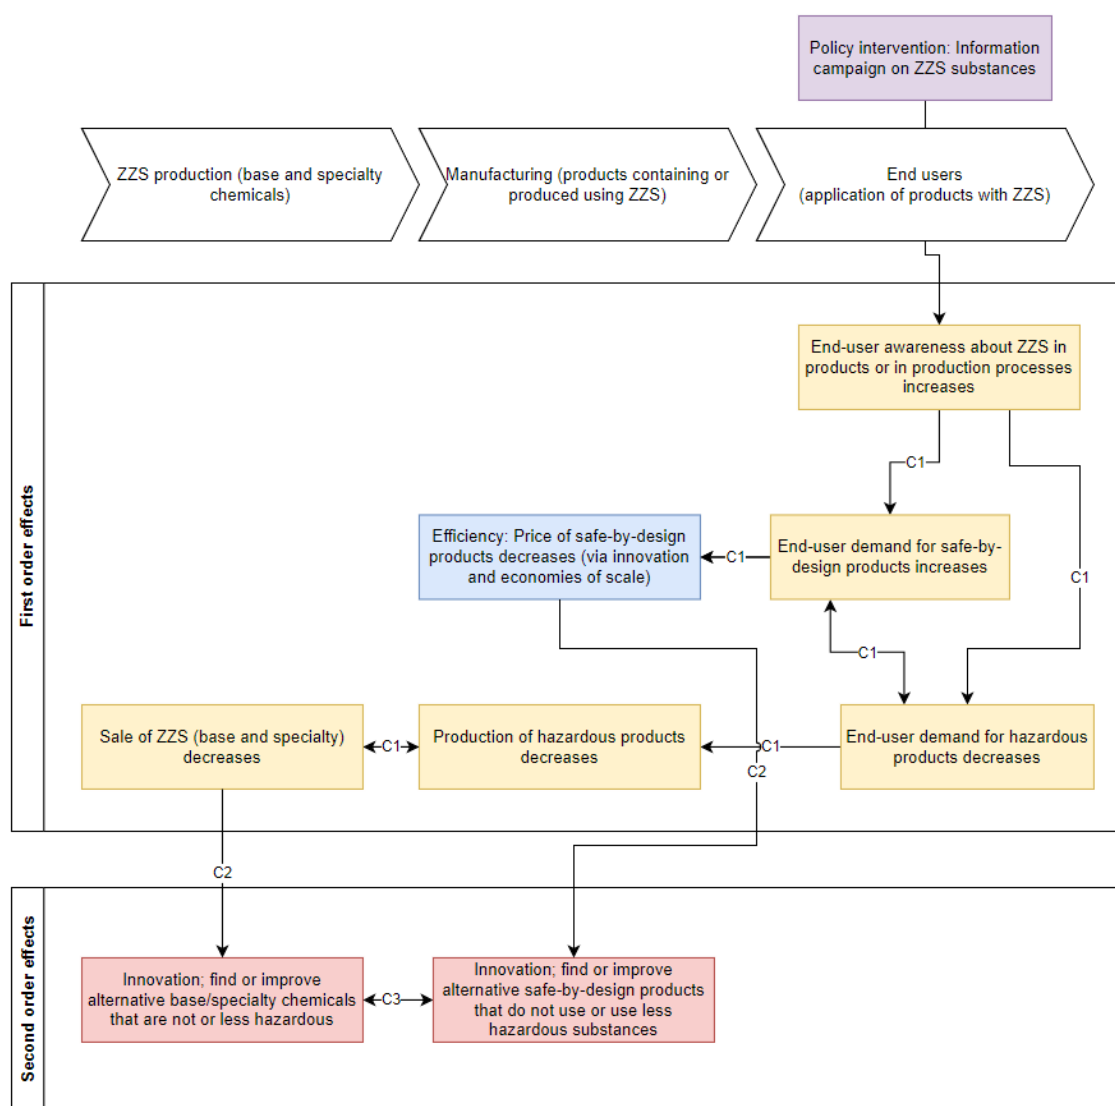 Policy intervention: Information
campaign on ZZS substances
ZZS production (base and specialty
chemicals)
Manufacturing (products containing or
produced using ZZS)
End users
(application of products with ZZS)
First order effects
End-user awareness about ZZS in
products or in production processes
increases
C1
C1
Efficiency: Price of safe-by-design
products decreases (via innovation
and economies of scale)
C1
End-user demand for safe-by-
design products increases
C1
Sale of ZZS (base and specialty)
decreases
C1
Production of hazardous products
decreases
C1
End-user demand for hazardous
products decreases
C2
C2
Second order effects
Innovation; find or improve
alternative base/specialty chemicals
that are not or less hazardous
C3
Innovation; find or improve
alternative safe-by-design products
that do not use or use less
hazardous substances